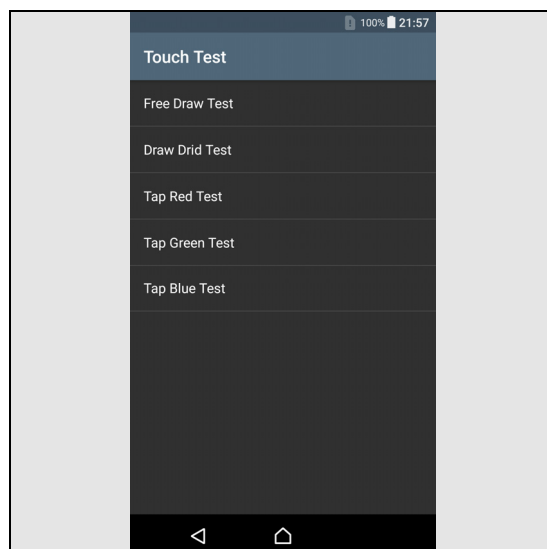 100% 21:57
Touch Test
Free Draw Test
Draw Drid Test
Tap Red Test
Tap Green Test
Tap Blue Test